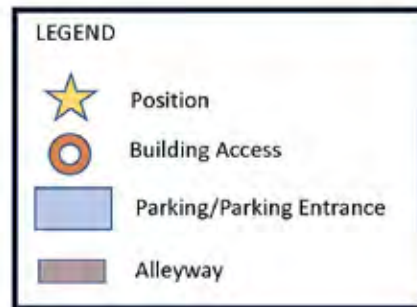 LEGEND
Position
Building Access
Parking/Parking Entrance
Alleyway